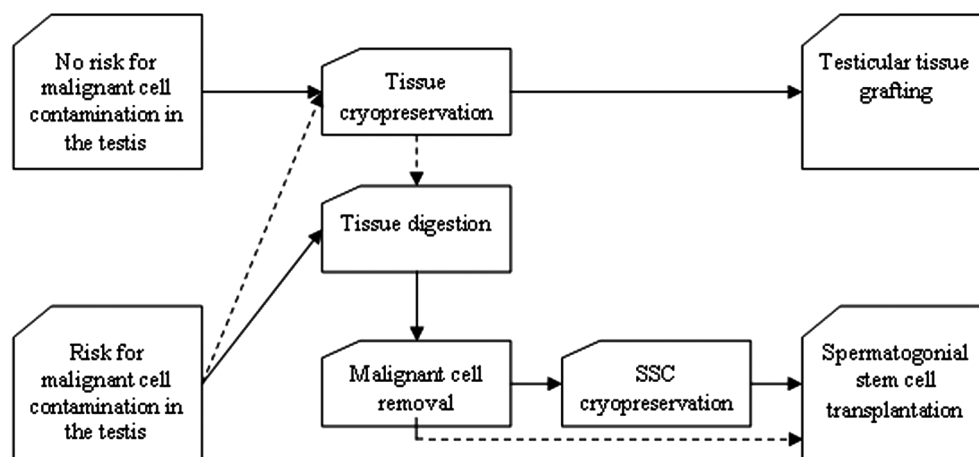 No risk for
malignant cell
contamination in
the testis
Tissue
cryopreservation
Testicular tissue
grafting
Tissue digestion
Risk for
malignant cell
contamination in
the testis
Malignant cell
removal
SSC
cryopreservation
Spermatogonial
stem cell
transplantation